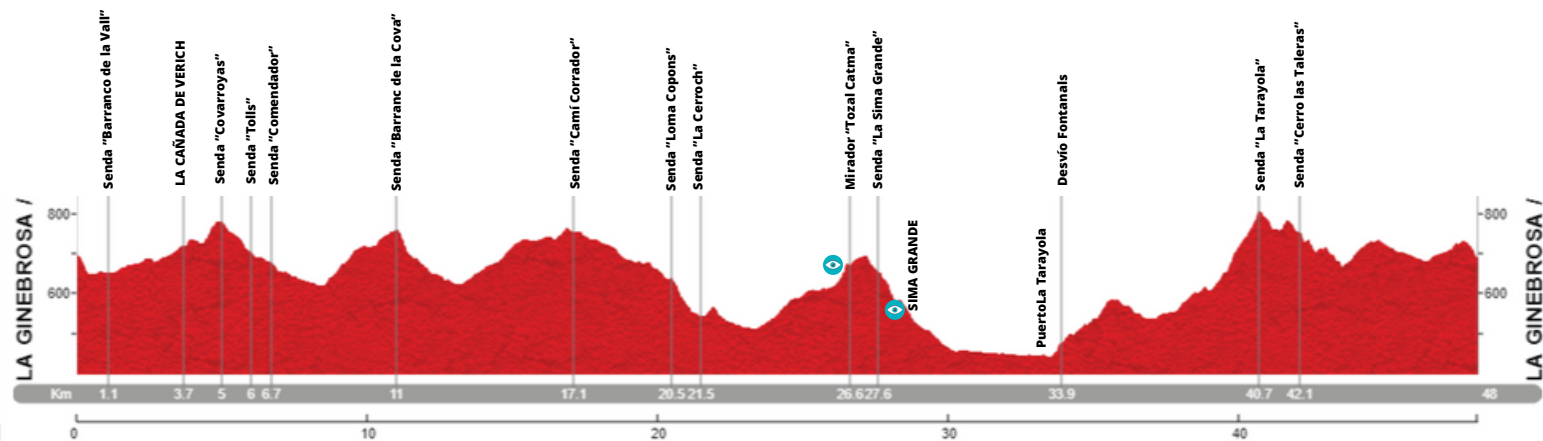 Senda "Barranco de la Vall"
LA CAÑADA DE VERICH
Senda "Covarroyas"
Senda "Tolls"
Senda "Comendador"
Senda "Barranc de la Cova"
Senda "Camí Corrador"
Senda "Loma Copons"
Senda "La Cerroch"
Mirador "Tozal Catma"
Senda "La Sima Grande"
SIMA GRANDE
PuertoLa Tarayola
Desvío Fontanals
Senda "La Tarayola"
Senda "Cerro las Taleras"
LA GINEBROSA /
800
600
800
600
LA GINEBROSA /
Km 1.1 3.7 5 6 6.7 11 17.1 20.5 21.5 26.6 27.6 33.9 40.7 42.1 48
0 10 20 30 40